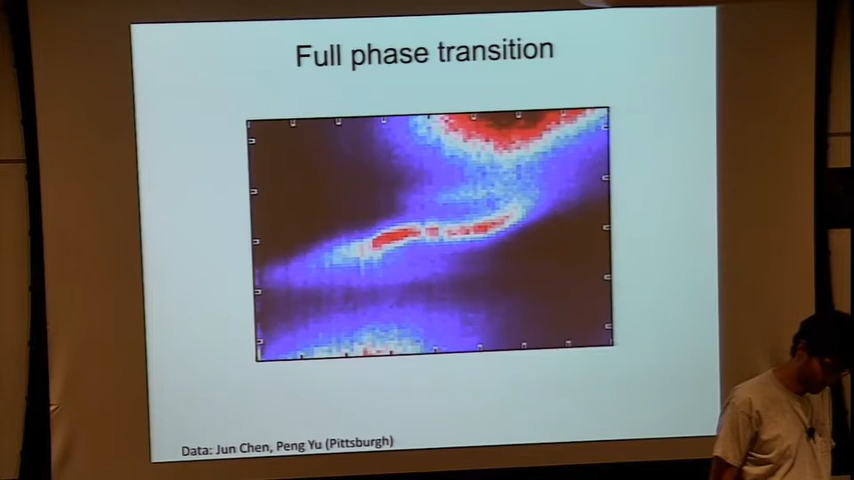 Full phase transition
Data: Jun Chen, Peng Yu (Pittsburgh)